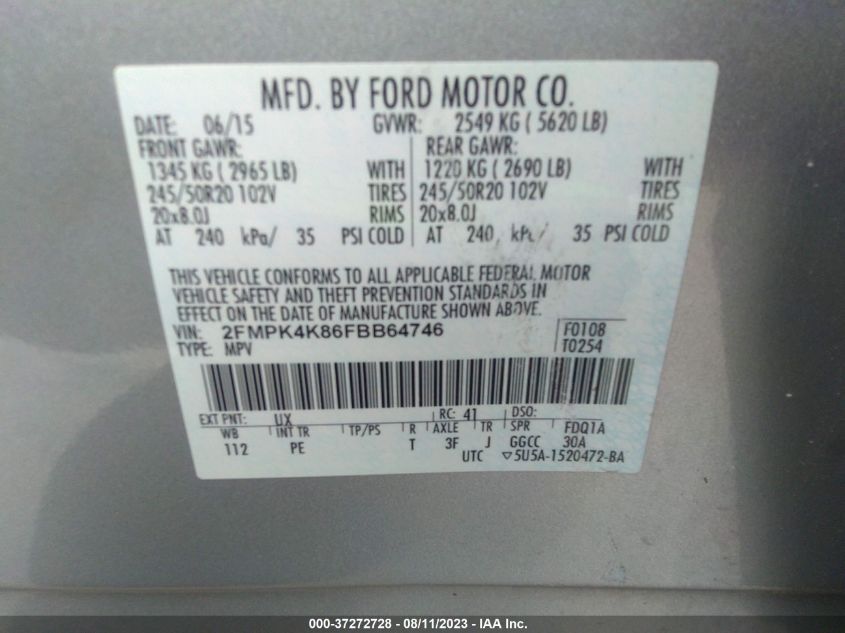 MFD. BY FORD MOTOR CO.
DATE: 06/15 GVWR: 2549 KG ( 5620 LB)
FRONT GAWR: REAR GAWR:
1345 KG ( 2965 LB) WITH 1220 KG ( 2690 LB) WITH
245/50R20 102V TIRES 245/50R20 102V TIRES
20x8.0J RIMS 20x8.0J RIMS
AT 240 kPa/ 35 PSI COLD AT 240 kPa/ 35 PSI COLD
THIS VEHICLE CONFORMS TO ALL APPLICABLE FEDERAL MOTOR
VEHICLE SAFETY AND THEFT PREVENTION STANDARDS IN
EFFECT ON THE DATE OF MANUFACTURE SHOWN ABOVE.
VIN: 2FMPK4K86FBB64746 F0108
TYPE: MPV T0254
EXT PNT: UX RC: 41 DSO:
WB INT TR TP/PS R AXLE TR SPR FDQ1A
112 PE T 3F J GGCC 30A
UTC ▽5U5A-1520472-BA
000-37272728 - 08/11/2023 - IAA Inc.